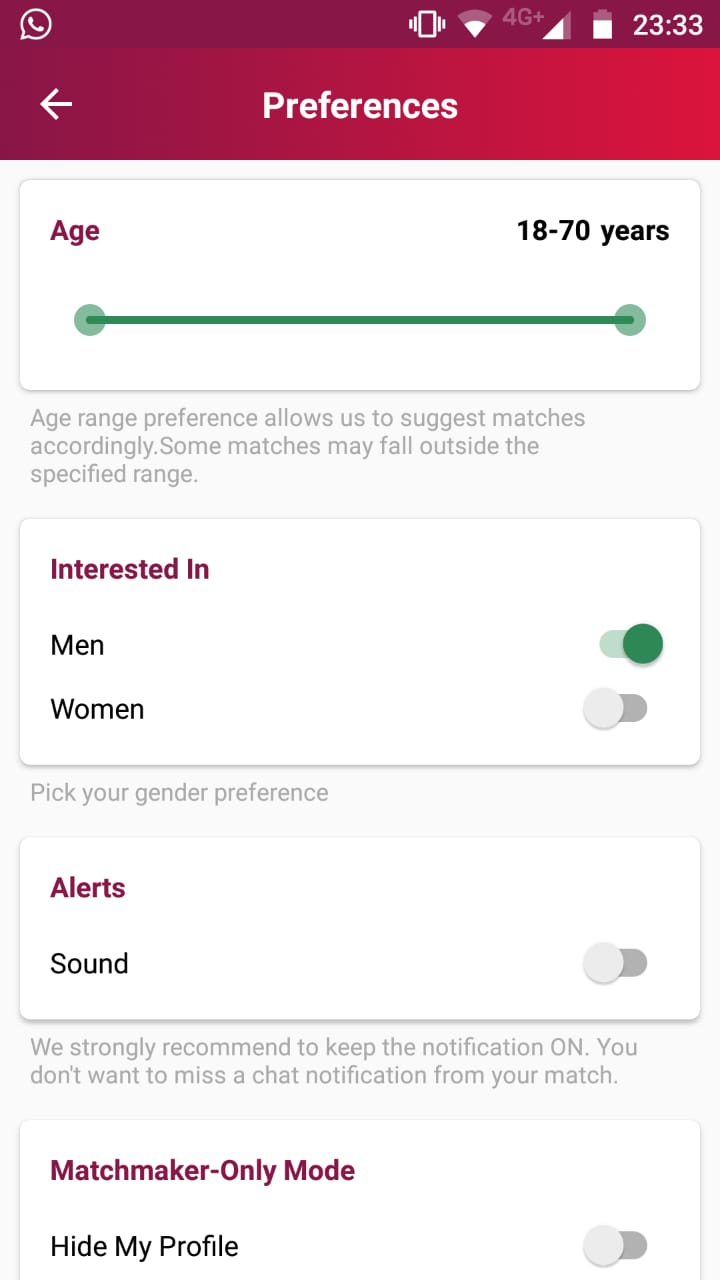 4G+ 23:33
Preferences
Age 18-70 years
Age range preference allows us to suggest matches
accordingly.Some matches may fall outside the
specified range.
Interested In
Men
Women
Pick your gender preference
Alerts
Sound
We strongly recommend to keep the notification ON. You
don't want to miss a chat notification from your match.
Matchmaker-Only Mode
Hide My Profile